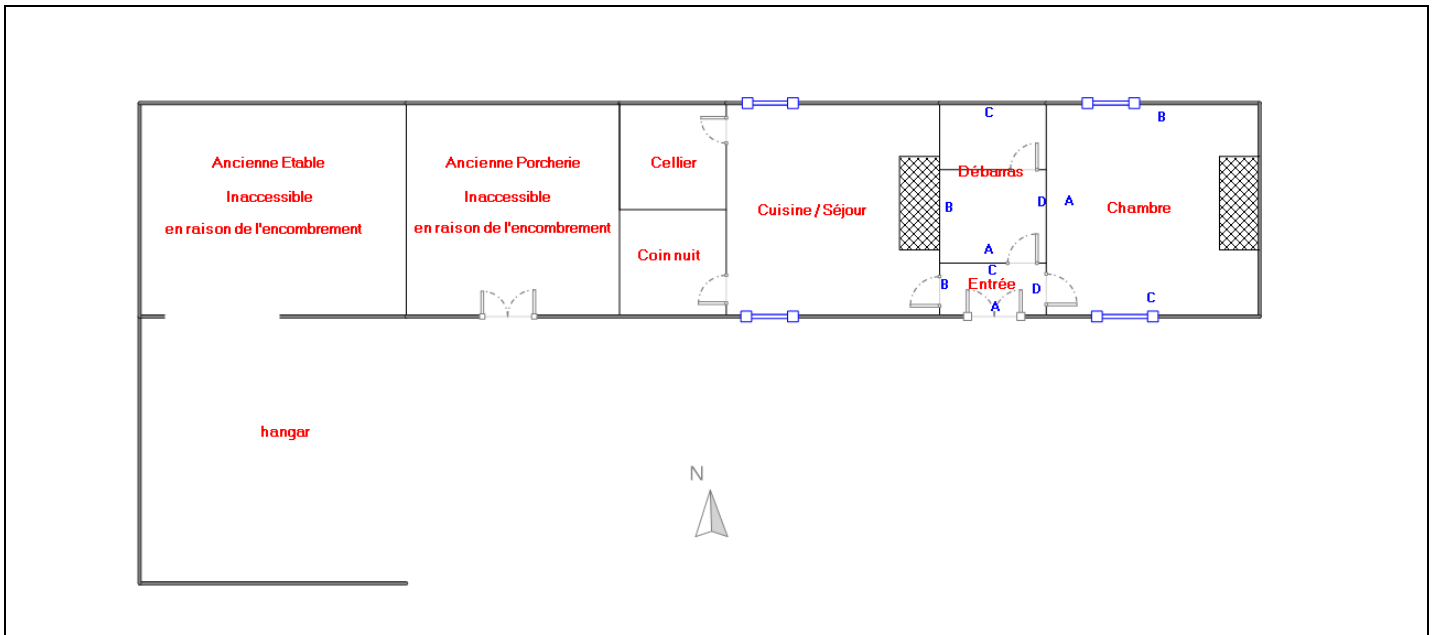 Ancienne Etable
Inaccessible
en raison de l'encombrement
Ancienne Porcherie
Inaccessible
en raison de l'encombrement
Cellier
Coin nuit
Cuisine / Séjour
C
Débarras
B
D
A
C
B
Entrée
D
A
B
A
Chambre
C
hangar
N